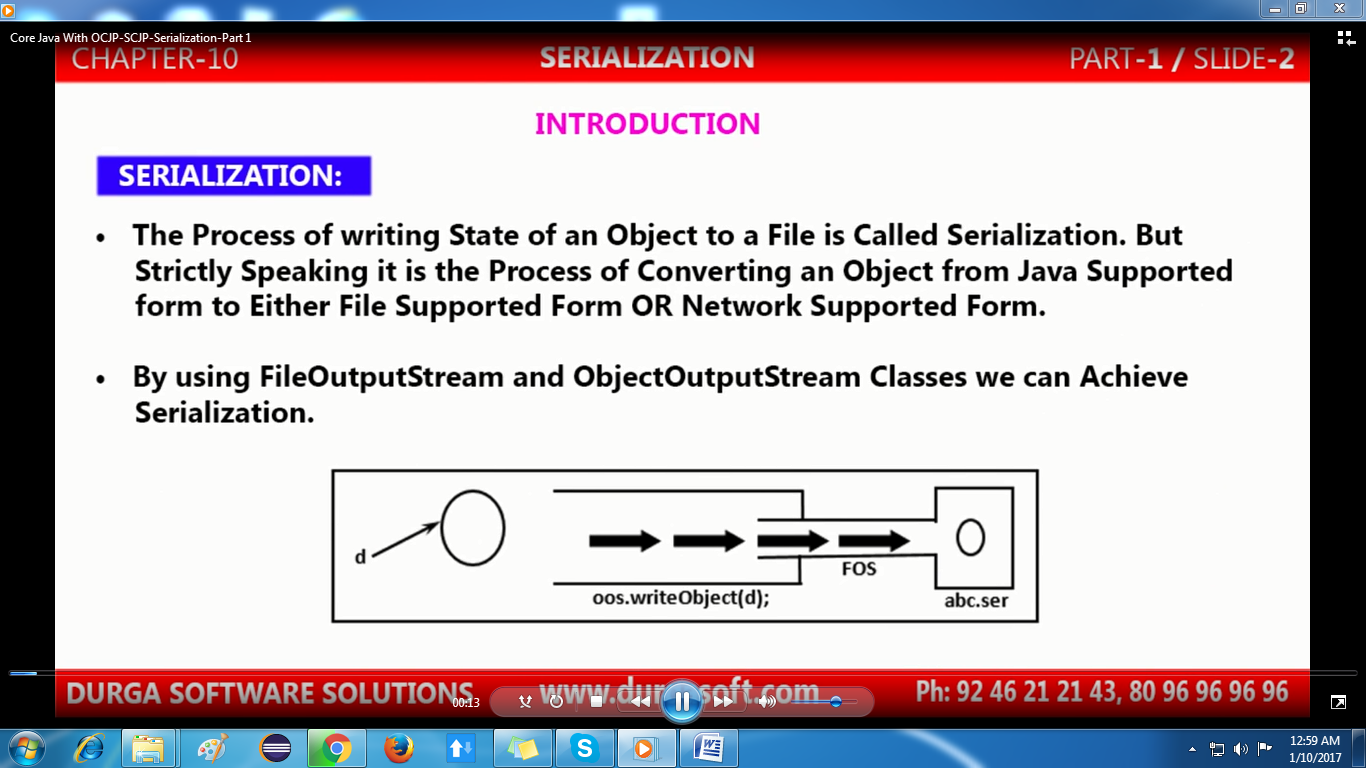 Core Java With OCJP-SCJP-Serialization-Part 1
CHAPTER-10 SERIALIZATION PART-1 / SLIDE-2
INTRODUCTION
SERIALIZATION:
• The Process of writing State of an Object to a File is Called Serialization. But
Strictly Speaking it is the Process of Converting an Object from Java Supported
form to Either File Supported Form OR Network Supported Form.
• By using FileOutputStream and ObjectOutputStream Classes we can Achieve
Serialization.
d
FOS
oos.writeObject(d);
abc.ser
DURGA SOFTWARE SOLUTIONS www.durgasoft.com Ph: 92 46 21 21 43, 80 96 96 96 96
00:13
12:59 AM
1/10/2017